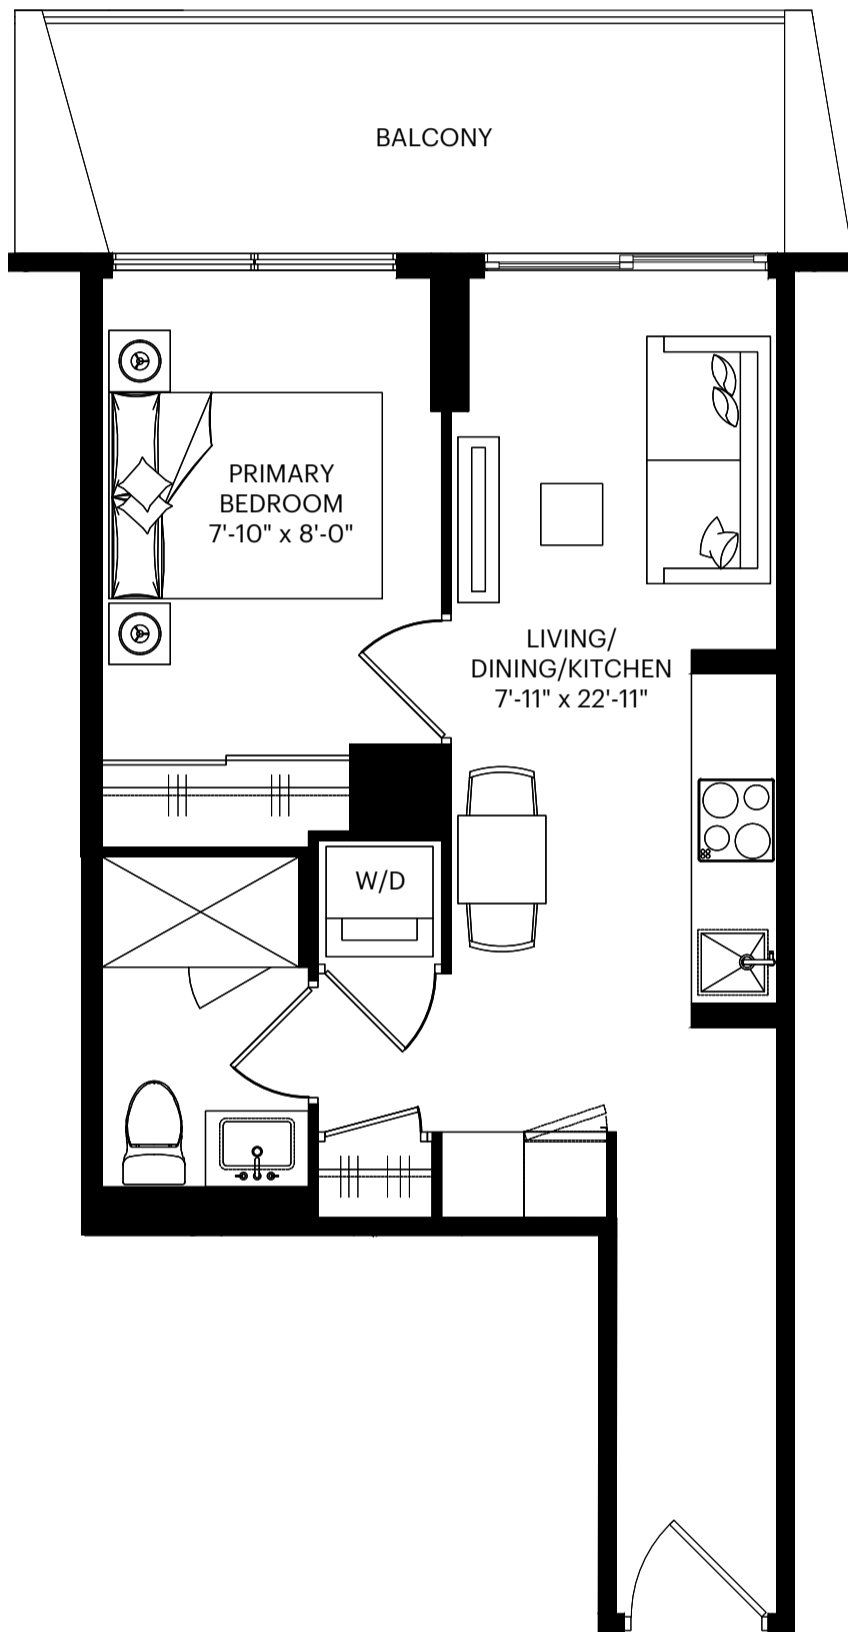 BALCONY
PRIMARY
BEDROOM
7'-10" x 8'-0"
LIVING/
DINING/KITCHEN
7'-11" x 22'-11"
W/D